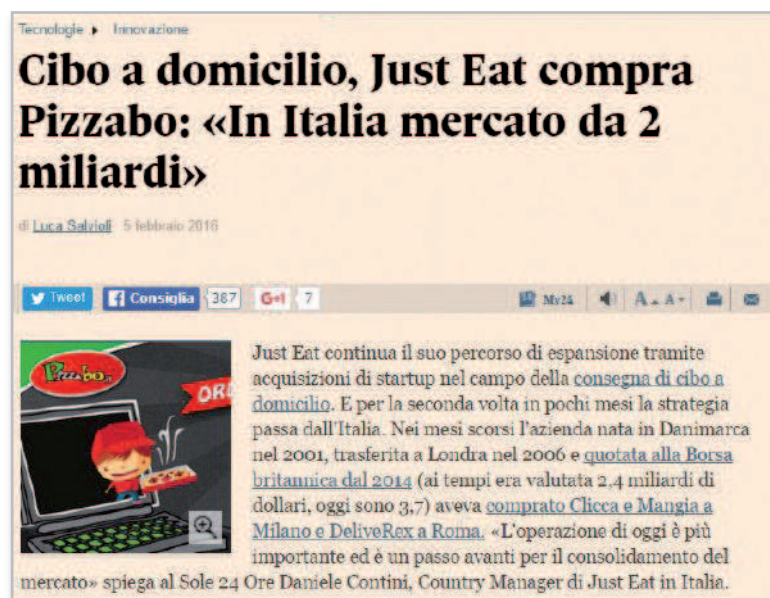 Tecnologie ▸ Innovazione
Cibo a domicilio, Just Eat compra
Pizzabo: «In Italia mercato da 2
miliardi»
di Luca Salvioli 5 febbraio 2016
Tweet Consiglia 387 G+1 7 My24 A A
Pizzabo.it
ORD
Just Eat continua il suo percorso di espansione tramite
acquisizioni di startup nel campo della consegna di cibo a
domicilio. E per la seconda volta in pochi mesi la strategia
passa dall'Italia. Nei mesi scorsi l'azienda nata in Danimarca
nel 2001, trasferita a Londra nel 2006 e quotata alla Borsa
britannica dal 2014 (ai tempi era valutata 2,4 miliardi di
dollari, oggi sono 3,7) aveva comprato Clicca e Mangia a
Milano e DeliveRex a Roma. «L'operazione di oggi è più
importante ed è un passo avanti per il consolidamento del
mercato» spiega al Sole 24 Ore Daniele Contini, Country Manager di Just Eat in Italia.